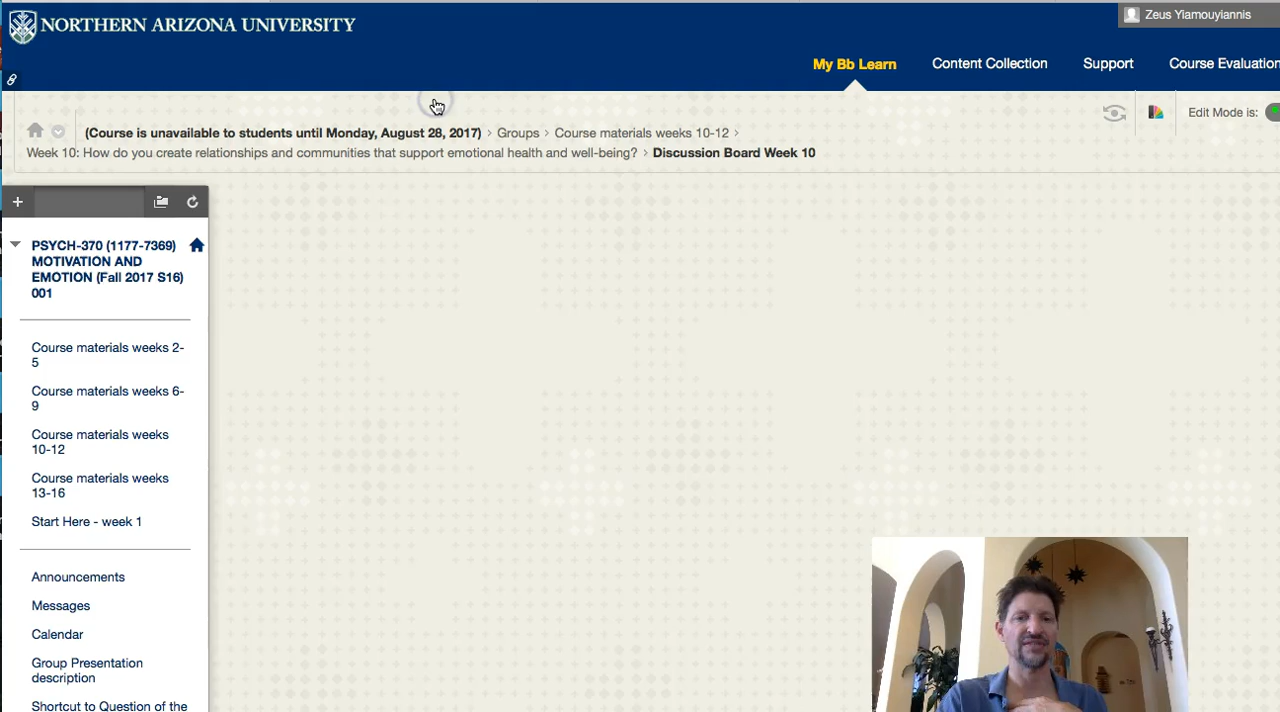 NORTHERN ARIZONA UNIVERSITY
Zeus Yiamouyiannis
My Bb Learn
Content Collection
Support
Course Evaluation
Edit Mode is:
(Course is unavailable to students until Monday, August 28, 2017) > Groups > Course materials weeks 10-12 >
Week 10: How do you create relationships and communities that support emotional health and well-being? > Discussion Board Week 10
PSYCH-370 (1177-7369)
MOTIVATION AND
EMOTION (Fall 2017 S16)
001
Course materials weeks 2-
5
Course materials weeks 6-
9
Course materials weeks
10-12
Course materials weeks
13-16
Start Here - week 1
Announcements
Messages
Calendar
Group Presentation
description
Shortcut to Question of the